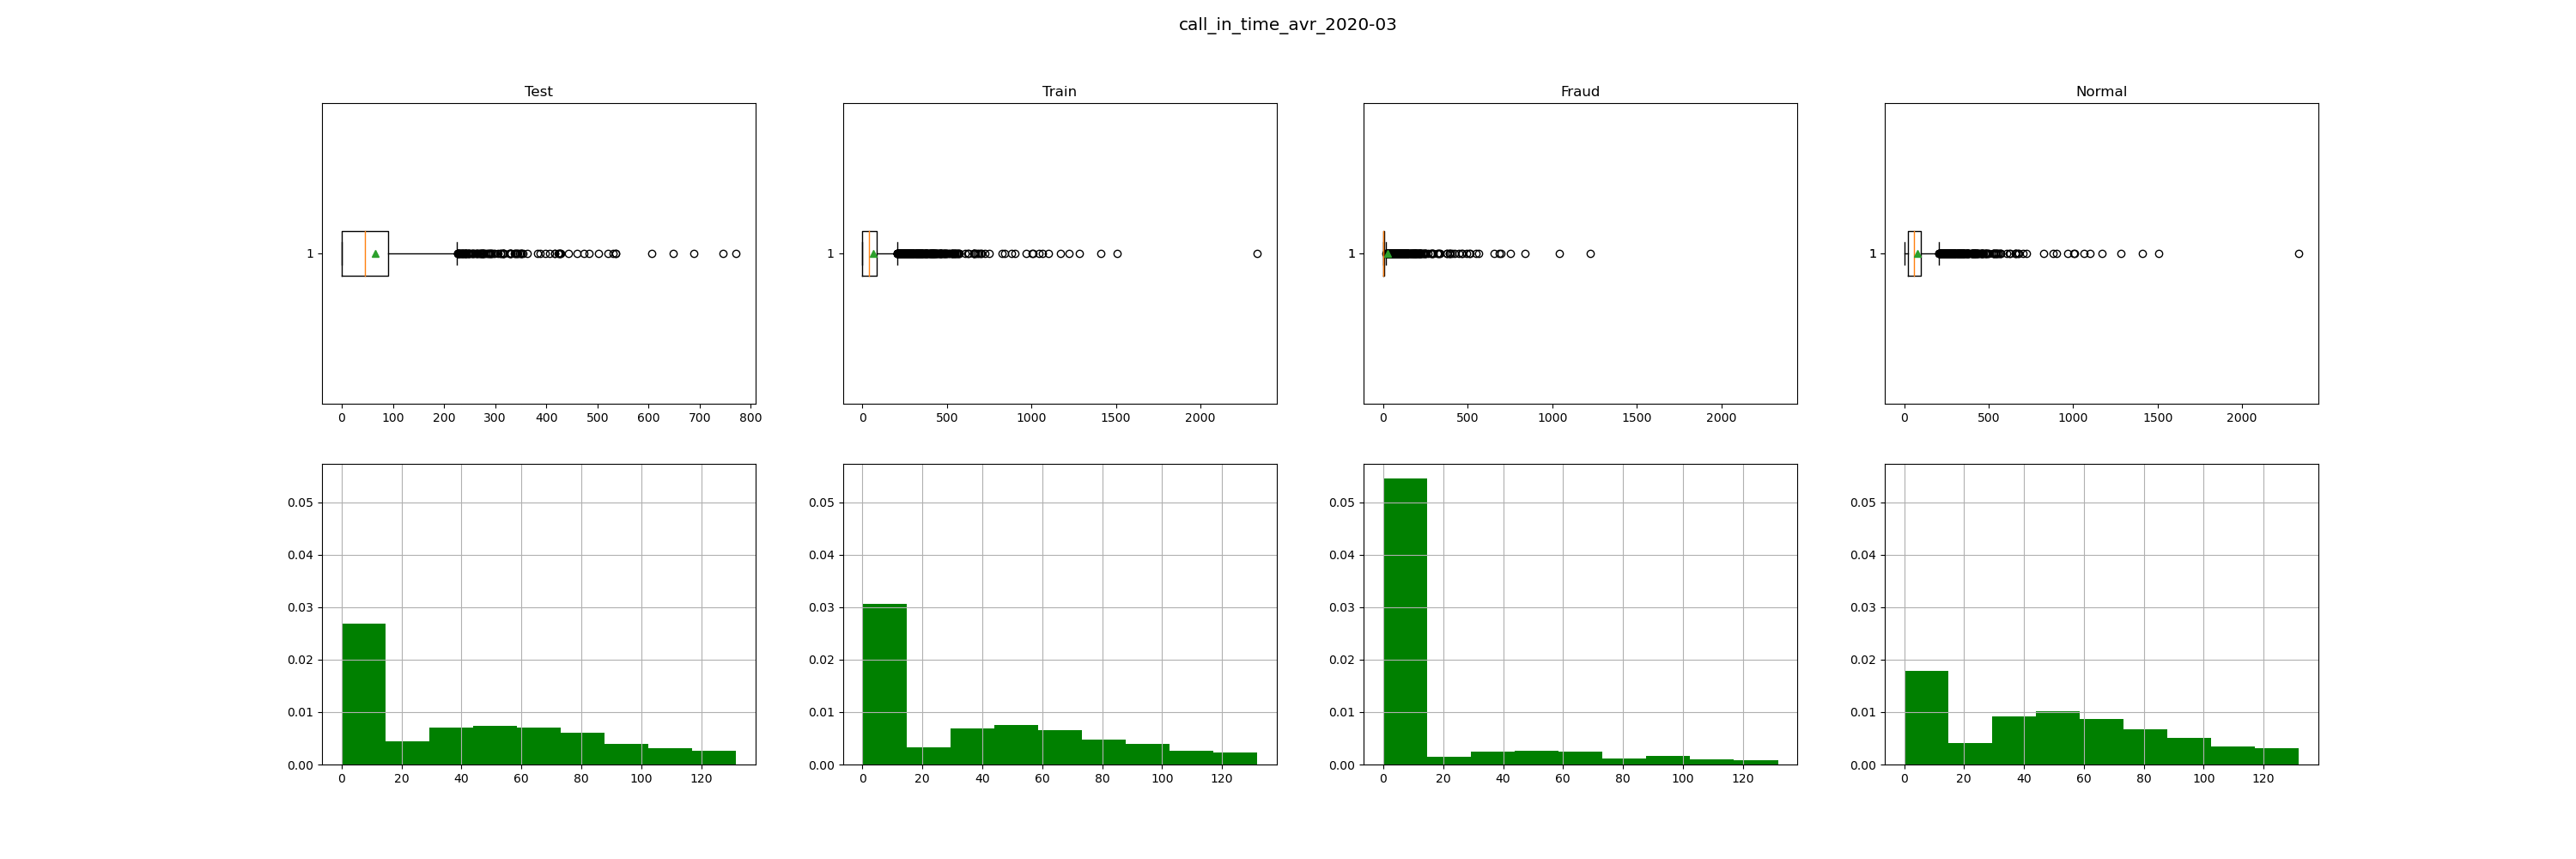 call_in_time_avr_2020-03
Test Train Fraud Normal
1 1 1 1
0 100 200 300 400 500 600 700 800 0 500 1000 1500 2000 0 500 1000 1500 2000 0 500 1000 1500 2000
0.05 0.05 0.05 0.05
0.04 0.04 0.04 0.04
0.03 0.03 0.03 0.03
0.02 0.02 0.02 0.02
0.01 0.01 0.01 0.01
0.00 0.00 0.00 0.00
0 20 40 60 80 100 120 0 20 40 60 80 100 120 0 20 40 60 80 100 120 0 20 40 60 80 100 120